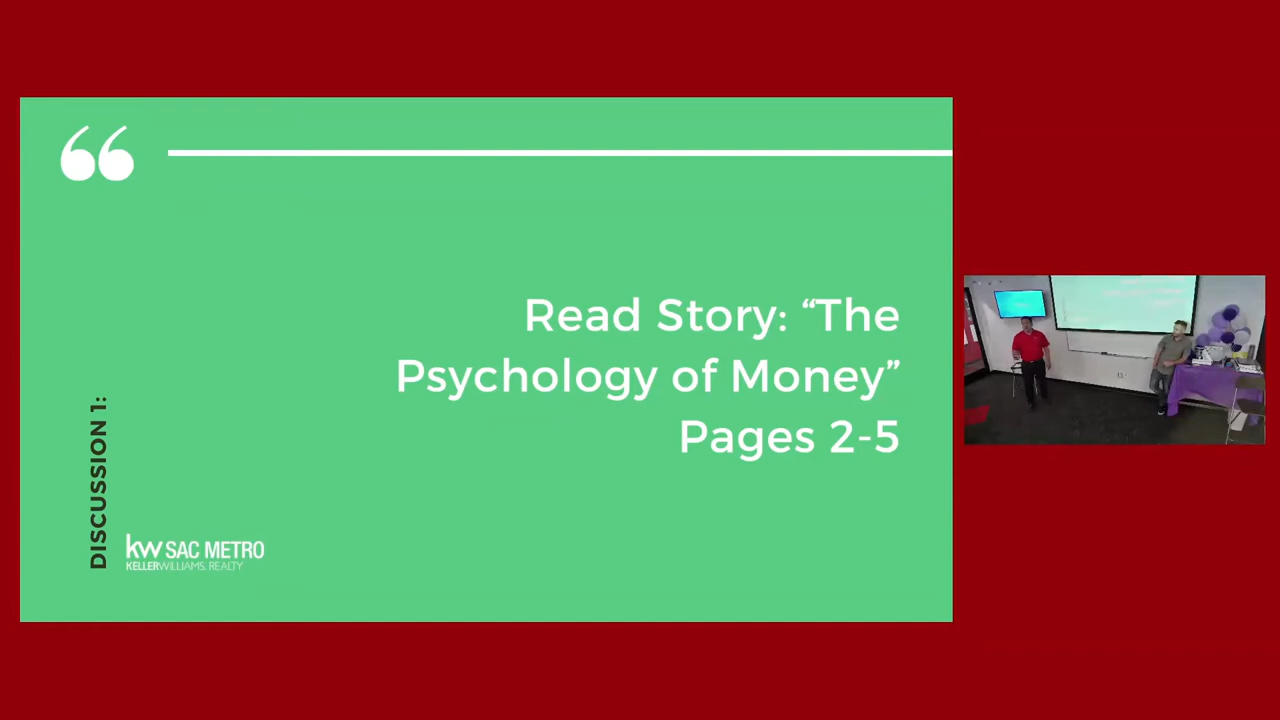 Read Story: “The
Psychology of Money”
Pages 2-5
DISCUSSION 1:
kw SAC METRO
KELLERWILLIAMS. REALTY